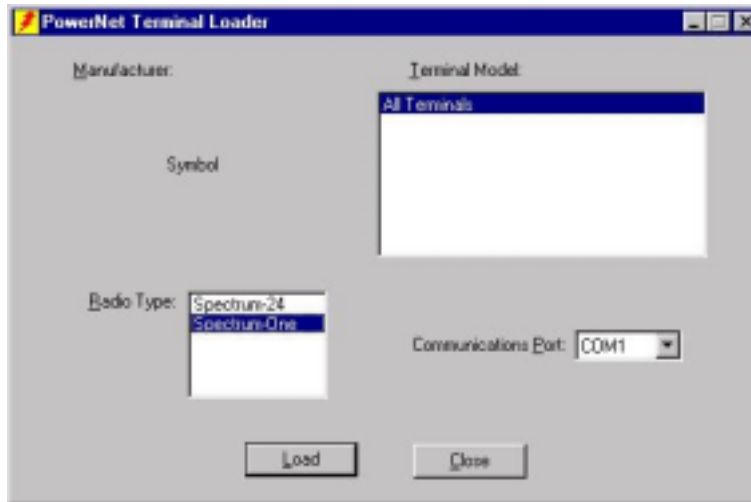 PowerNet Terminal Loader
Manufacturer:
Terminal Model:
All Terminals
Symbol
Radio Type:
Spectrum-24
Spectrum-One
Communications Port:
COM1
Load
Close